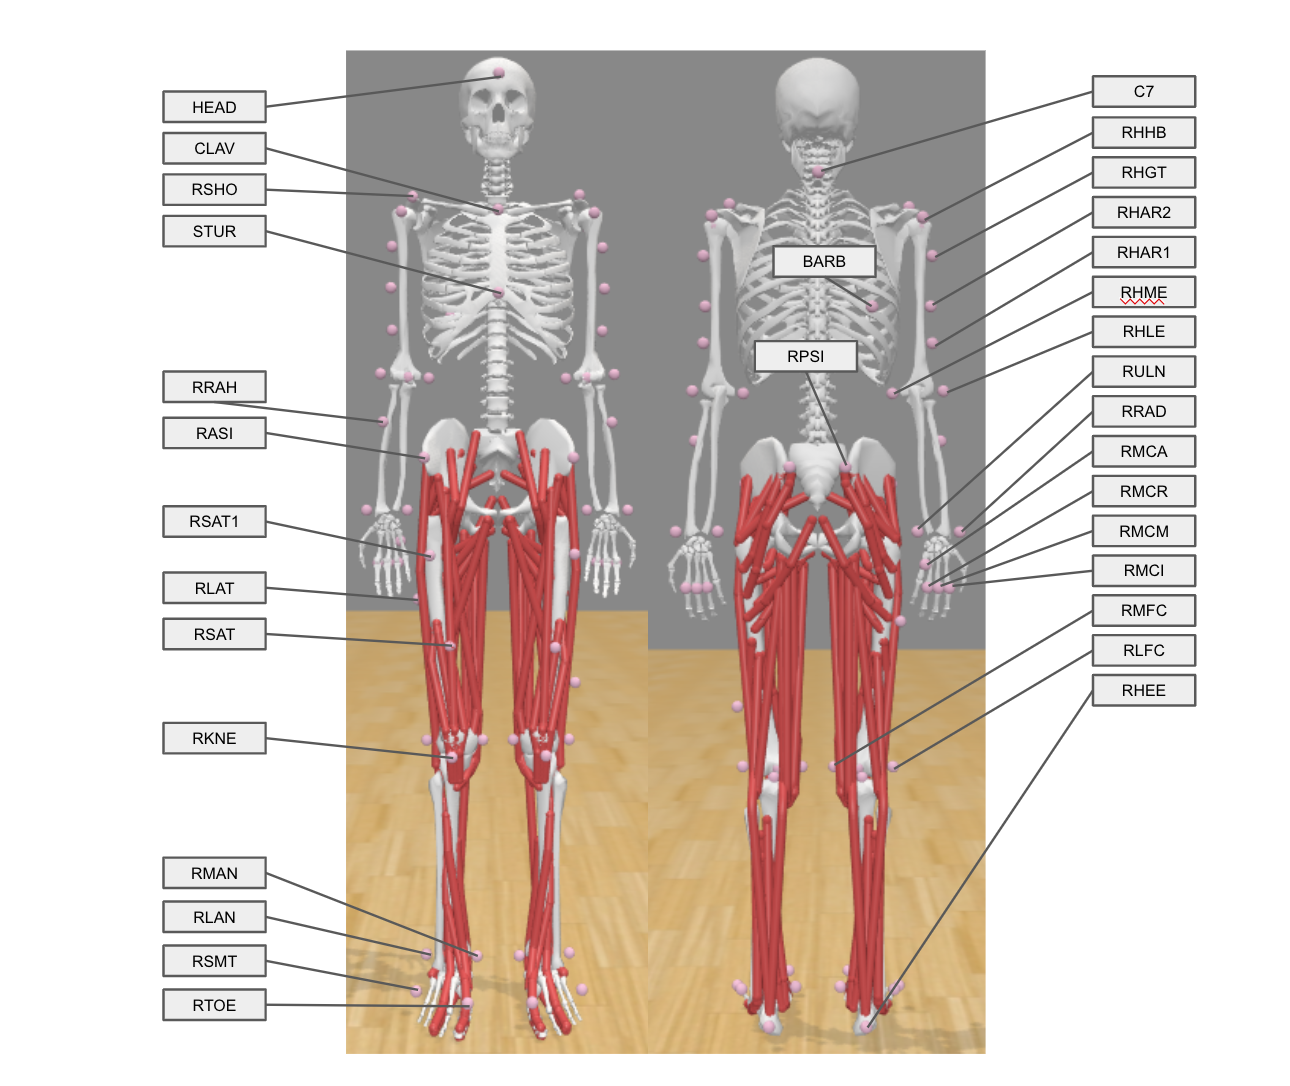 HEAD
CLAV
RSHO
STUR
RRAH
RASI
RSAT1
RLAT
RSAT
RKNE
RMAN
RLAN
RSMT
RTOE
BARB
RPSI
C7
RHHB
RHGT
RHAR2
RHAR1
RHME
RHLE
RULN
RRAD
RMCA
RMCR
RMCM
RMCI
RMFC
RLFC
RHEE